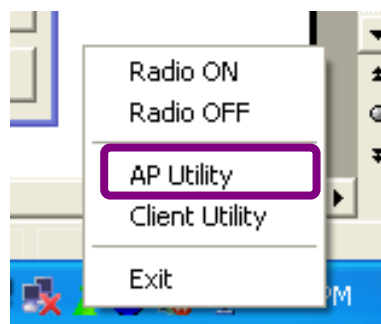 Radio ON
Radio OFF
AP Utility
Client Utility
Exit
PM